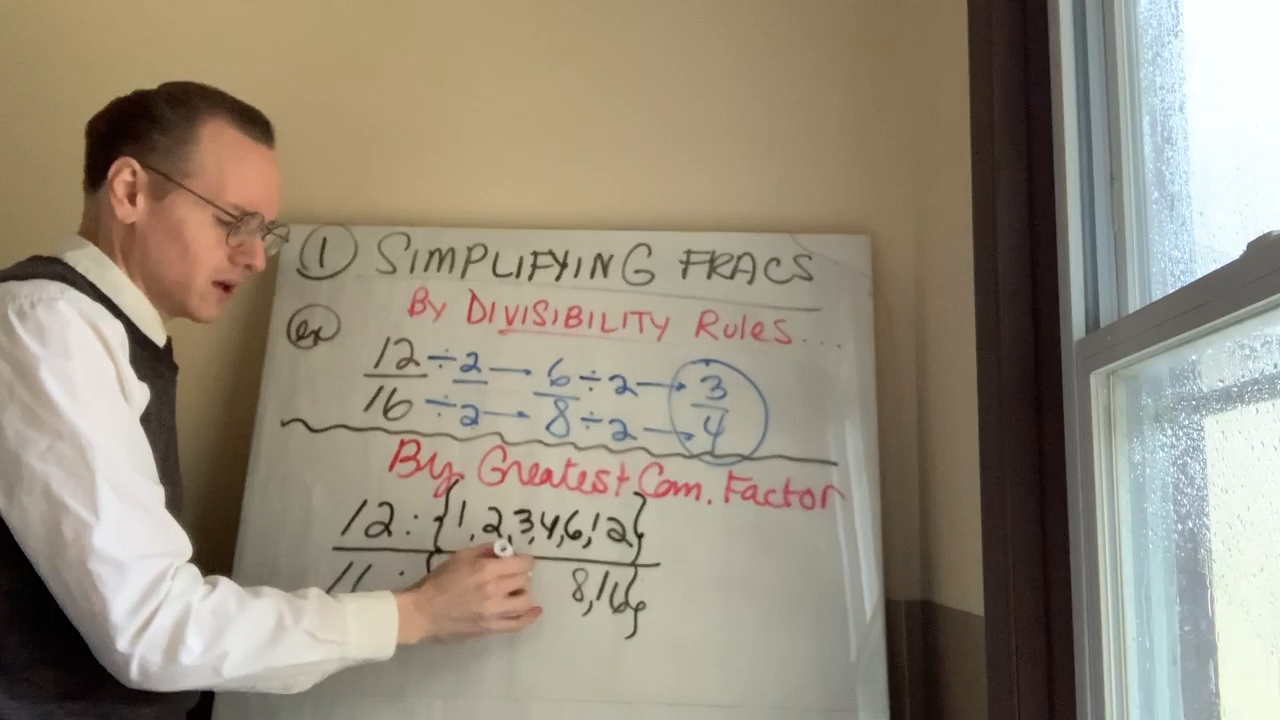 ① SIMPLIFYING FRACS
By DIVISIBILITY Rules....
ex
12 ÷ 2 → 6 ÷ 2 → 3
16 ÷ 2 → 8 ÷ 2 → 4
By Greatest Com. Factor
12: {1,2,3,4,6,12}
16: { 8,16}